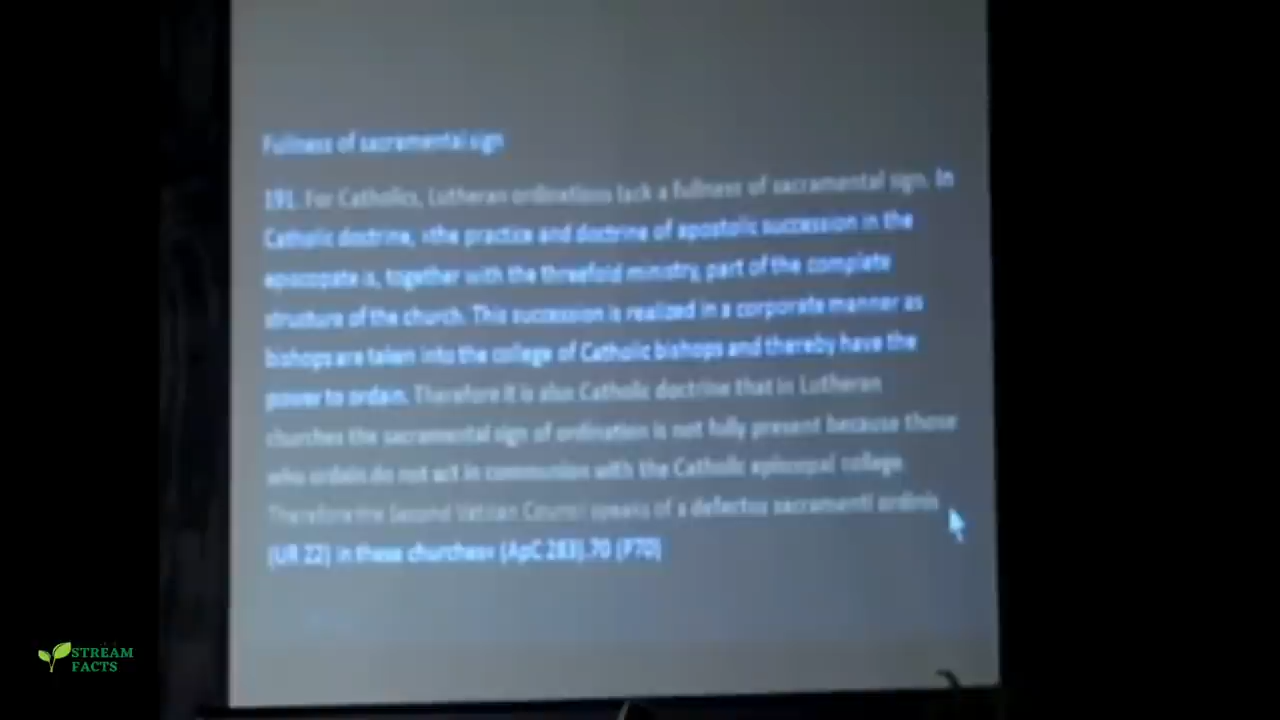 Fullness of sacramental sign
191. For Catholics, Lutheran ordinations lack a fullness of sacramental sign. In
Catholic doctrine, ›the practice and doctrine of apostolic succession in the
episcopate is, together with the threefold ministry, part of the complete
structure of the church. This succession is realized in a corporate manner as
bishops are taken into the college of Catholic bishops and thereby have the
power to ordain. Therefore it is also Catholic doctrine that in Lutheran
churches the sacramental sign of ordination is not fully present because those
who ordain do not act in communion with the Catholic episcopal college.
Therefore the Second Vatican Council speaks of a defectus sacramenti ordinis
(UR 22) in these churches« (ApC 283).70 (F70)
STREAM
FACTS